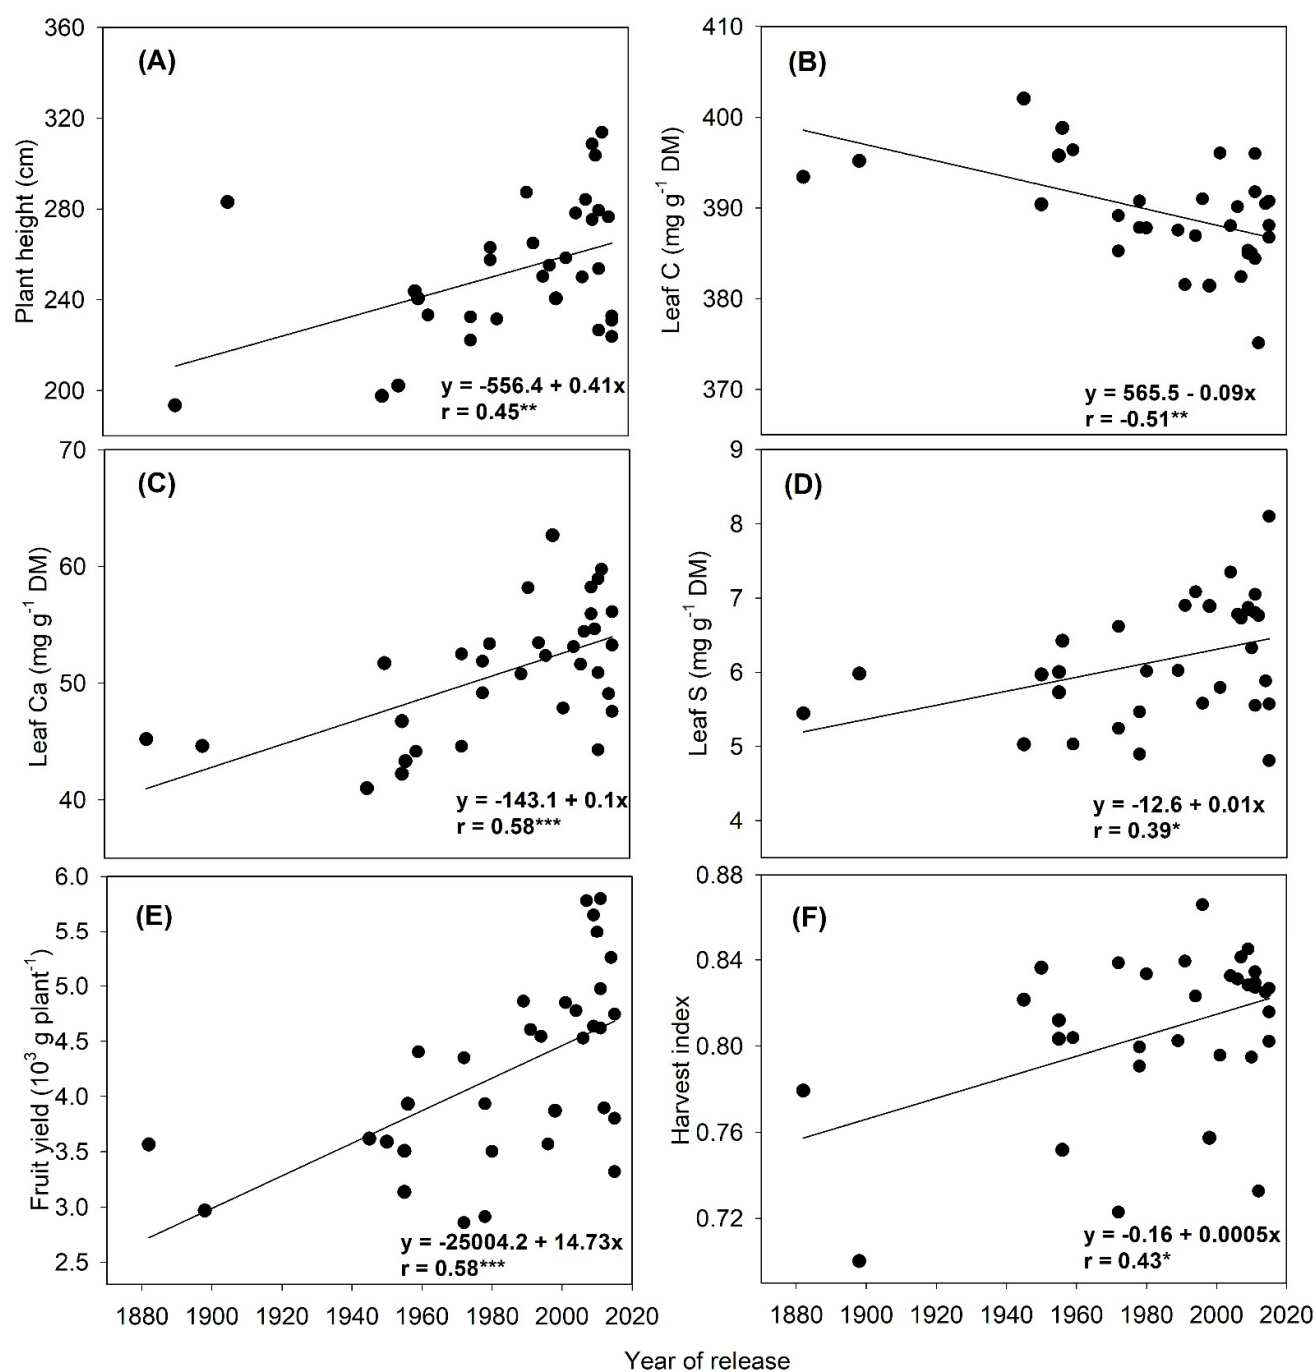 (A)
Plant height (cm)
360
320
280
240
200
y = -556.4 + 0.41x
r = 0.45**
(B)
Leaf C (mg g-1 DM)
410
400
390
380
370
y = 565.5 - 0.09x
r = -0.51**
(C)
Leaf Ca (mg g-1 DM)
70
60
50
40
y = -143.1 + 0.1x
r = 0.58***
(D)
Leaf S (mg g-1 DM)
9
8
7
6
5
4
y = -12.6 + 0.01x
r = 0.39*
(E)
Fruit yield (10³ g plant-1)
6.0
5.5
5.0
4.5
4.0
3.5
3.0
2.5
y = -25004.2 + 14.73x
r = 0.58***
1880 1900 1920 1940 1960 1980 2000 2020
(F)
Harvest index
0.88
0.84
0.80
0.76
0.72
y = -0.16 + 0.0005x
r = 0.43*
1880 1900 1920 1940 1960 1980 2000 2020
Year of release